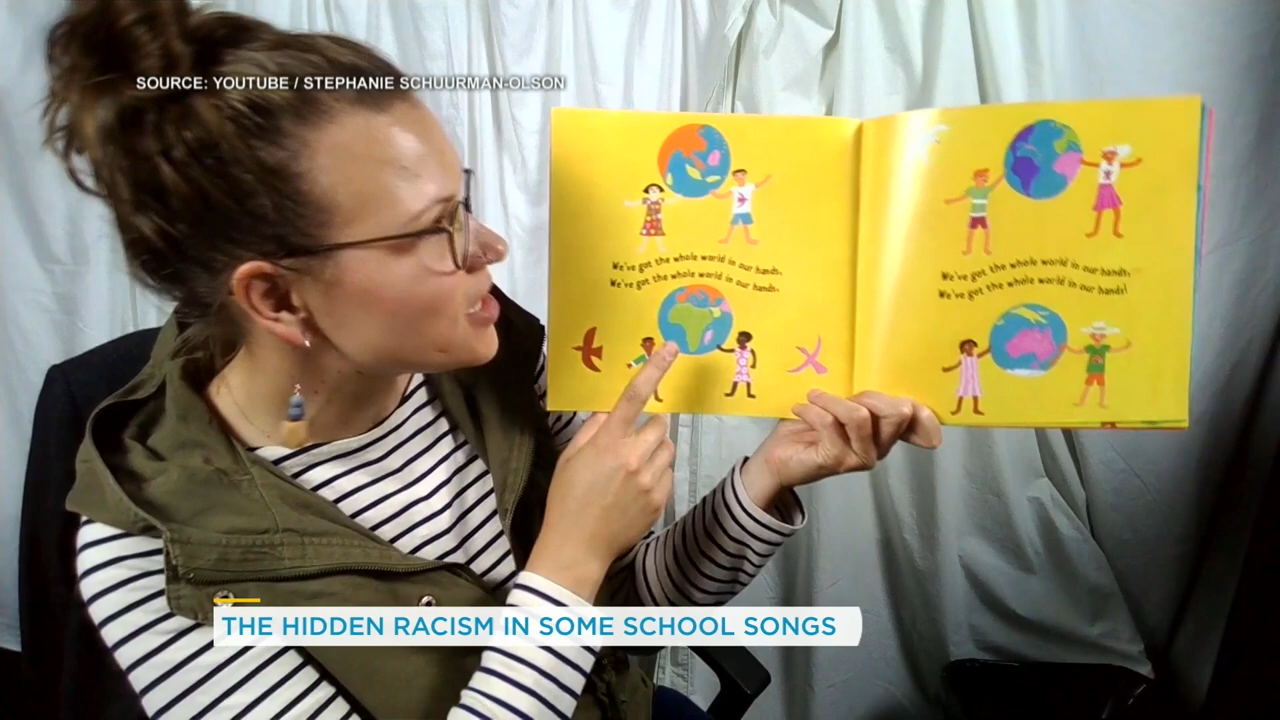 SOURCE: YOUTUBE / STEPHANIE SCHUURMAN-OLSON
We've got the whole world in our hands,
We've got the whole world in our hands.
We've got the whole world in our hands,
We've got the whole world in our hands!
THE HIDDEN RACISM IN SOME SCHOOL SONGS